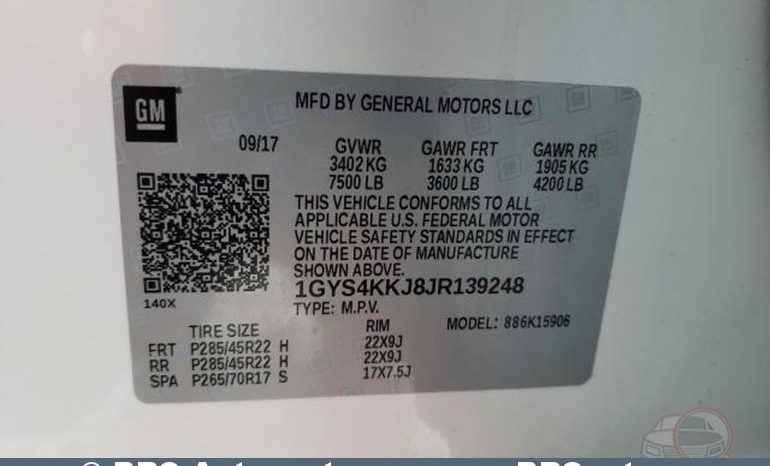 GM
MFD BY GENERAL MOTORS LLC
09/17 GVWR GAWR FRT GAWR RR
3402 KG 1633 KG 1905 KG
7500 LB 3600 LB 4200 LB
THIS VEHICLE CONFORMS TO ALL
APPLICABLE U.S. FEDERAL MOTOR
VEHICLE SAFETY STANDARDS IN EFFECT
ON THE DATE OF MANUFACTURE
SHOWN ABOVE.
1GYS4KKJ8JR139248
140X
TYPE: M.P.V. MODEL: 886K15906
TIRE SIZE RIM
FRT P285/45R22 H 22X9J
RR P285/45R22 H 22X9J
SPA P265/70R17 S 17X7.5J